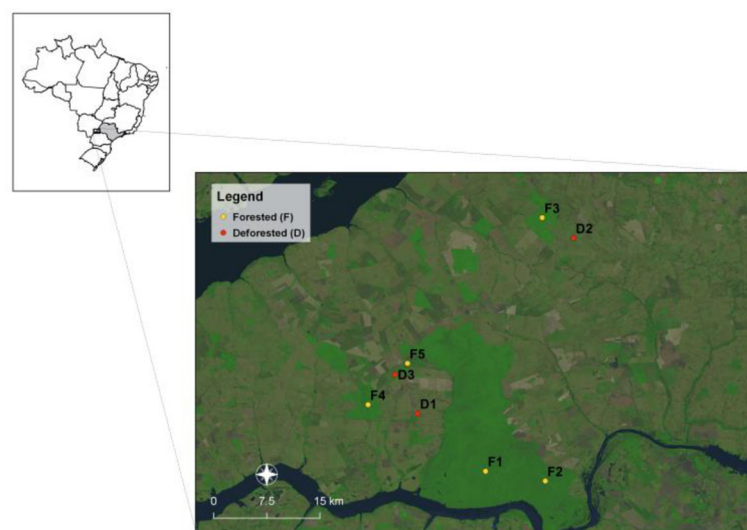 Legend
Forested (F)
Deforested (D)
F3
D2
F5
D3
F4
D1
F1
F2
0 7.5 15 km